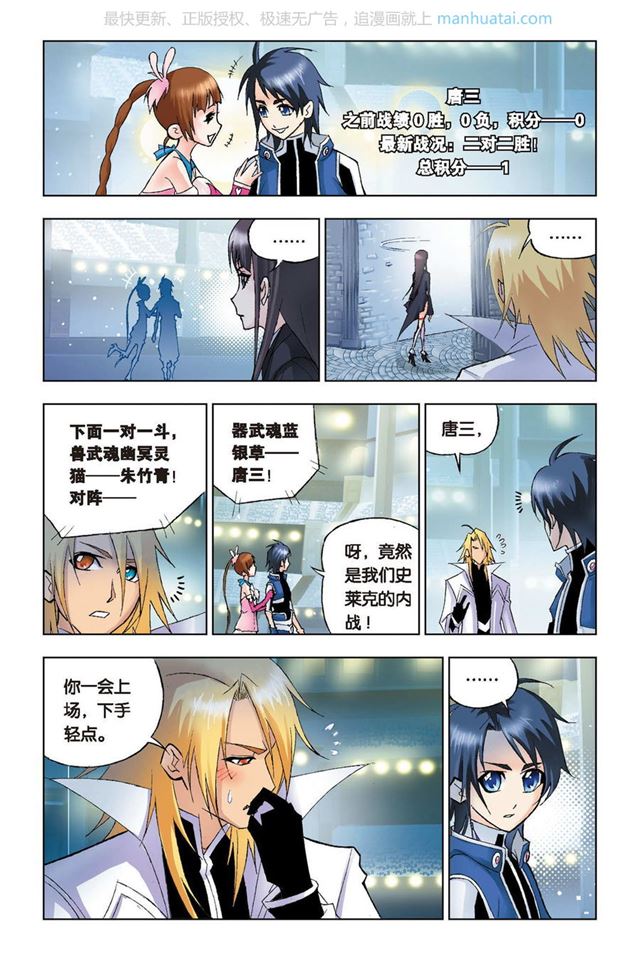 最快更新、正版授权、极速无广告，追漫画就上 manhuatai.com
唐三
之前战绩0胜，0负，积分——0
最新战况：二对二胜！
总积分——1
……
……
下面一对一斗，
兽武魂幽冥灵
猫——朱竹青！
对阵——
器武魂蓝
银草——
唐三！
呀，竟然
是我们史
莱克的内
战！
唐三，
你一会上
场，下手
轻点。
……